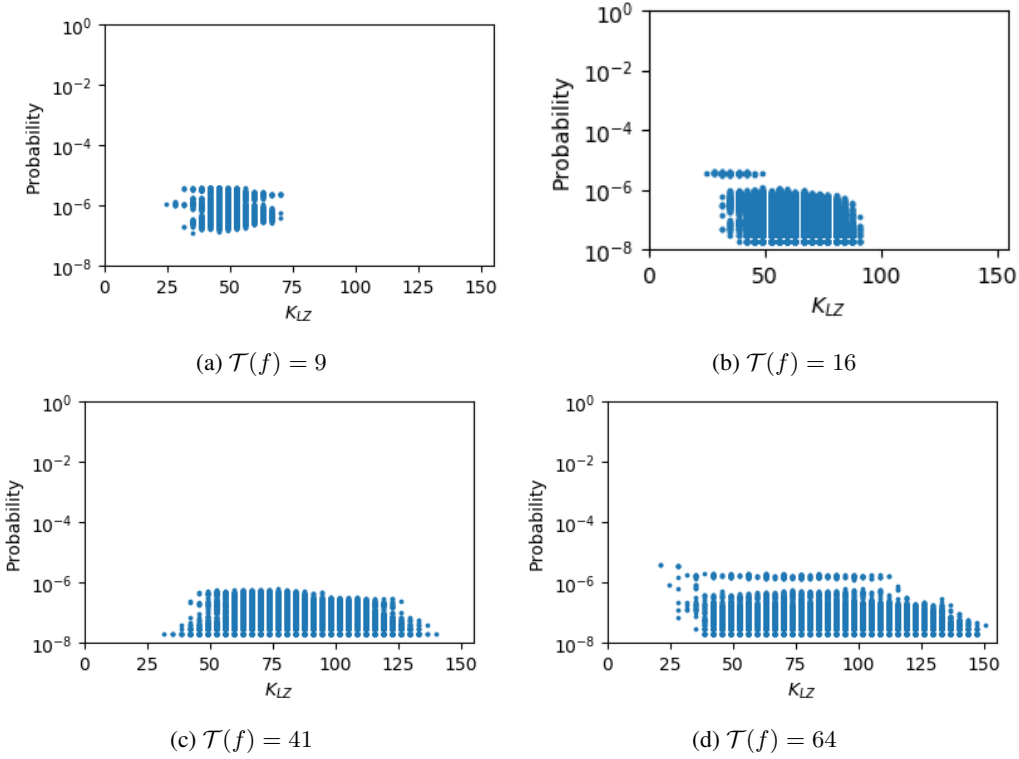 10^0
10^-2
10^-4
10^-6
10^-8
Probability
0 25 50 75 100 125 150
K_LZ
(a) 𝒯(f) = 9
10^0
10^-2
10^-4
10^-6
10^-8
Probability
0 50 100 150
K_LZ
(b) 𝒯(f) = 16
10^0
10^-2
10^-4
10^-6
10^-8
Probability
0 25 50 75 100 125 150
K_LZ
(c) 𝒯(f) = 41
10^0
10^-2
10^-4
10^-6
10^-8
Probability
0 25 50 75 100 125 150
K_LZ
(d) 𝒯(f) = 64